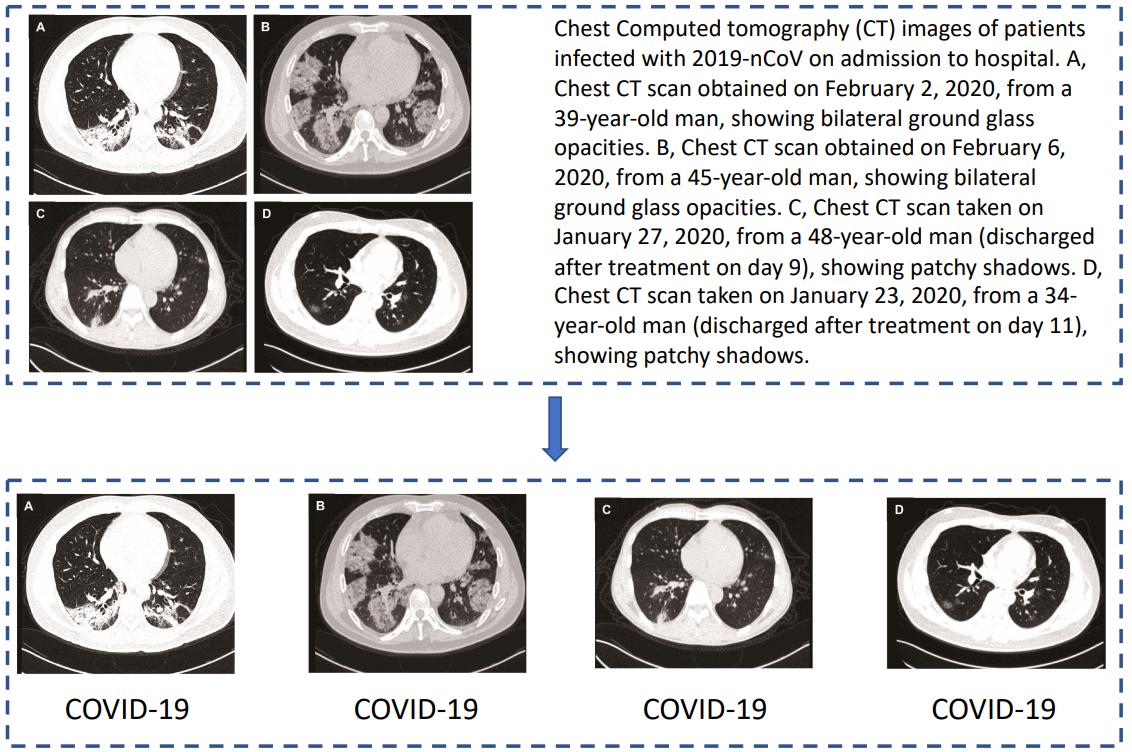 A
B
C
D
Chest Computed tomography (CT) images of patients
infected with 2019-nCoV on admission to hospital. A,
Chest CT scan obtained on February 2, 2020, from a
39-year-old man, showing bilateral ground glass
opacities. B, Chest CT scan obtained on February 6,
2020, from a 45-year-old man, showing bilateral
ground glass opacities. C, Chest CT scan taken on
January 27, 2020, from a 48-year-old man (discharged
after treatment on day 9), showing patchy shadows. D,
Chest CT scan taken on January 23, 2020, from a 34-
year-old man (discharged after treatment on day 11),
showing patchy shadows.
A
B
C
D
COVID-19
COVID-19
COVID-19
COVID-19